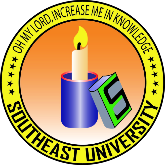 OH MY LORD, INCREASE ME IN KNOWLEDGE
SOUTHEAST UNIVERSITY